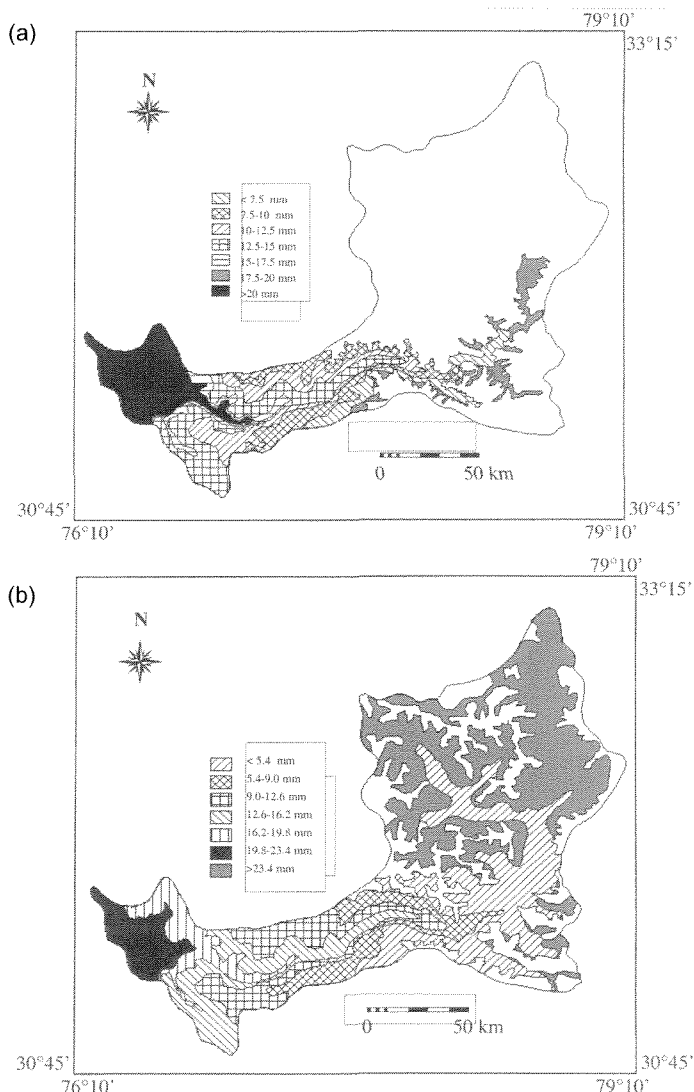 (a)
79°10'
33°15'
N
< 7.5 mm
7.5-10 mm
10-12.5 mm
12.5-15 mm
15-17.5 mm
17.5-20 mm
>20 mm
0 50 km
30°45' 30°45'
76°10' 79°10'
(b)
79°10'
33°15'
N
< 5.4 mm
5.4-9.0 mm
9.0-12.6 mm
12.6-16.2 mm
16.2-19.8 mm
19.8-23.4 mm
>23.4 mm
0 50 km
30°45' 30°45'
76°10' 79°10'